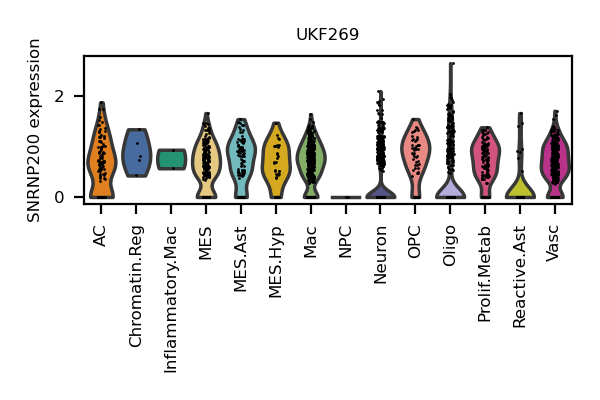 UKF269
SNRNP200 expression
2
0
AC
Chromatin.Reg
Inflammatory.Mac
MES
MES.Ast
MES.Hyp
Mac
NPC
Neuron
OPC
Oligo
Prolif.Metab
Reactive.Ast
Vasc